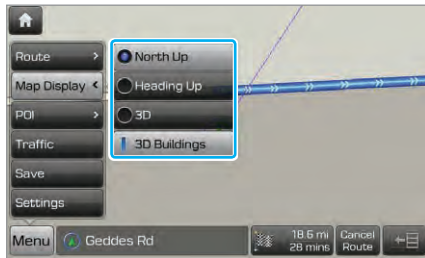 Route >
Map Display <
POI >
Traffic
Save
Settings
North Up
Heading Up
3D
3D Buildings
Menu
Geddes Rd
18.6 mi
28 mins
Cancel
Route